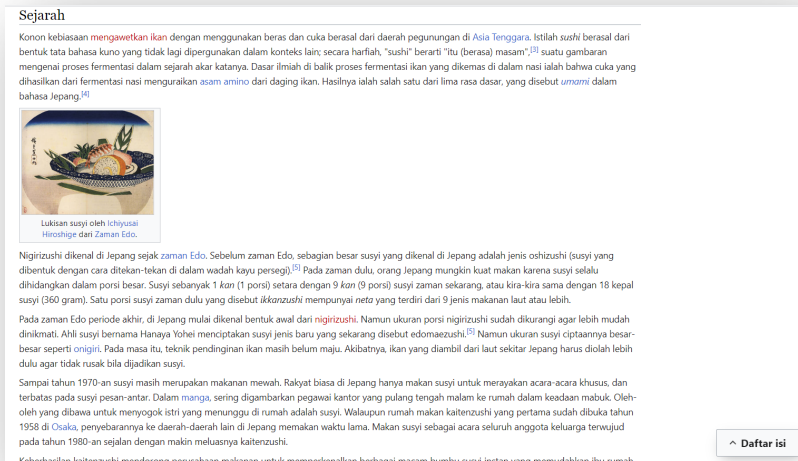 Sejarah
Konon kebiasaan mengawetkan ikan dengan menggunakan beras dan cuka berasal dari daerah pegunungan di Asia Tenggara. Istilah sushi berasal dari
bentuk tata bahasa kuno yang tidak lagi dipergunakan dalam konteks lain; secara harfiah, "sushi" berarti "itu (berasa) masam",[3] suatu gambaran
mengenai proses fermentasi dalam sejarah akar katanya. Dasar ilmiah di balik proses fermentasi ikan yang dikemas di dalam nasi ialah bahwa cuka yang
dihasilkan dari fermentasi nasi menguraikan asam amino dari daging ikan. Hasilnya ialah salah satu dari lima rasa dasar, yang disebut umami dalam
bahasa Jepang.[4]
Lukisan susyi oleh Ichiyusai
Hiroshige dari Zaman Edo.
Nigirizushi dikenal di Jepang sejak zaman Edo. Sebelum zaman Edo, sebagian besar susyi yang dikenal di Jepang adalah jenis oshizushi (susyi yang
dibentuk dengan cara ditekan-tekan di dalam wadah kayu persegi).[5] Pada zaman dulu, orang Jepang mungkin kuat makan karena susyi selalu
dihidangkan dalam porsi besar. Susyi sebanyak 1 kan (1 porsi) setara dengan 9 kan (9 porsi) susyi zaman sekarang, atau kira-kira sama dengan 18 kepal
susyi (360 gram). Satu porsi susyi zaman dulu yang disebut ikkanzushi mempunyai neta yang terdiri dari 9 jenis makanan laut atau lebih.
Pada zaman Edo periode akhir, di Jepang mulai dikenal bentuk awal dari nigirizushi. Namun ukuran porsi nigirizushi sudah dikurangi agar lebih mudah
dinikmati. Ahli susyi bernama Hanaya Yohei menciptakan susyi jenis baru yang sekarang disebut edomaezushi.[5] Namun ukuran susyi ciptaannya besar-
besar seperti onigiri. Pada masa itu, teknik pendinginan ikan masih belum maju. Akibatnya, ikan yang diambil dari laut sekitar Jepang harus diolah lebih
dulu agar tidak rusak bila dijadikan susyi.
Sampai tahun 1970-an susyi masih merupakan makanan mewah. Rakyat biasa di Jepang hanya makan susyi untuk merayakan acara-acara khusus, dan
terbatas pada susyi pesan-antar. Dalam manga, sering digambarkan pegawai kantor yang pulang tengah malam ke rumah dalam keadaan mabuk. Oleh-
oleh yang dibawa untuk menyogok istri yang menunggu di rumah adalah susyi. Walaupun rumah makan kaitenzushi yang pertama sudah dibuka tahun
1958 di Osaka, penyebarannya ke daerah-daerah lain di Jepang memakan waktu lama. Makan susyi sebagai acara seluruh anggota keluarga terwujud
pada tahun 1980-an sejalan dengan makin meluasnya kaitenzushi.
Keberhasilan kaitenzushi mendorong perusahaan makanan untuk memperkenalkan berbagai macam bumbu susyi instan yang memudahkan ibu rumah
^ Daftar isi